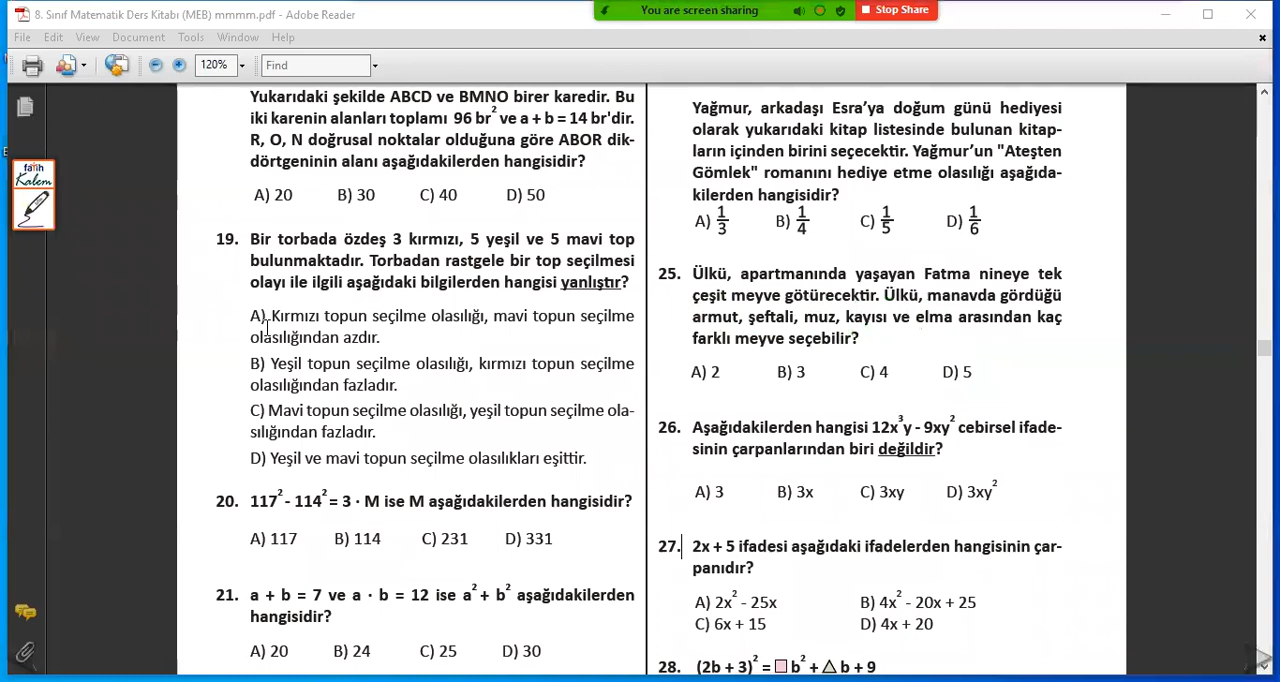 8. Sınıf Matematik Ders Kitabı (MEB) mmmm.pdf - Adobe Reader
You are screen sharing
Stop Share
File Edit View Document Tools Window Help
120%
Find
fatih
Kalem
Yukarıdaki şekilde ABCD ve BMNO birer karedir. Bu
iki karenin alanları toplamı 96 br² ve a + b = 14 br'dir.
R, O, N doğrusal noktalar olduğuna göre ABOR dik-
dörtgeninin alanı aşağıdakilerden hangisidir?
A) 20 B) 30 C) 40 D) 50
19. Bir torbada özdeş 3 kırmızı, 5 yeşil ve 5 mavi top
bulunmaktadır. Torbadan rastgele bir top seçilmesi
olayı ile ilgili aşağıdaki bilgilerden hangisi yanlıştır?
A) Kırmızı topun seçilme olasılığı, mavi topun seçilme
olasılığından azdır.
B) Yeşil topun seçilme olasılığı, kırmızı topun seçilme
olasılığından fazladır.
C) Mavi topun seçilme olasılığı, yeşil topun seçilme ola-
sılığından fazladır.
D) Yeşil ve mavi topun seçilme olasılıkları eşittir.
20. 117² - 114² = 3 · M ise M aşağıdakilerden hangisidir?
A) 117 B) 114 C) 231 D) 331
21. a + b = 7 ve a · b = 12 ise a² + b² aşağıdakilerden
hangisidir?
A) 20 B) 24 C) 25 D) 30
Yağmur, arkadaşı Esra'ya doğum günü hediyesi
olarak yukarıdaki kitap listesinde bulunan kitap-
ların içinden birini seçecektir. Yağmur'un "Ateşten
Gömlek" romanını hediye etme olasılığı aşağıda-
kilerden hangisidir?
A) 1/3 B) 1/4 C) 1/5 D) 1/6
25. Ülkü, apartmanında yaşayan Fatma nineye tek
çeşit meyve götürecektir. Ülkü, manavda gördüğü
armut, şeftali, muz, kayısı ve elma arasından kaç
farklı meyve seçebilir?
A) 2 B) 3 C) 4 D) 5
26. Aşağıdakilerden hangisi 12x³y - 9xy² cebirsel ifade-
sinin çarpanlarından biri değildir?
A) 3 B) 3x C) 3xy D) 3xy²
27. 2x + 5 ifadesi aşağıdaki ifadelerden hangisinin çar-
panıdır?
A) 2x² - 25x B) 4x² - 20x + 25
C) 6x + 15 D) 4x + 20
28. (2b + 3)² = □ b² + △ b + 9